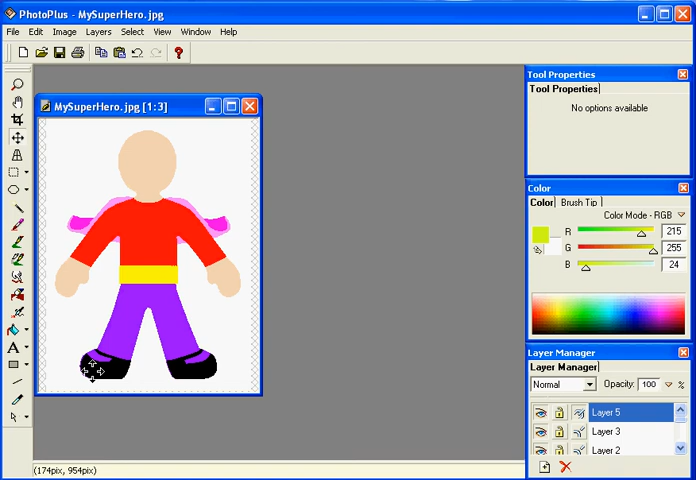 PhotoPlus - MySuperHero.jpg
File Edit Image Layers Select Window Help
MySuperHero.jpg [1:3]
Tool Properties
Tool Properties
No options available
Color
Color Brush Tip
Color Mode - RGB
R 215
G 255
B 24
Layer Manager
Layer Manager
Normal Opacity: 100 %
Layer 5
Layer 3
Layer 2
A
(174pix, 954pix)